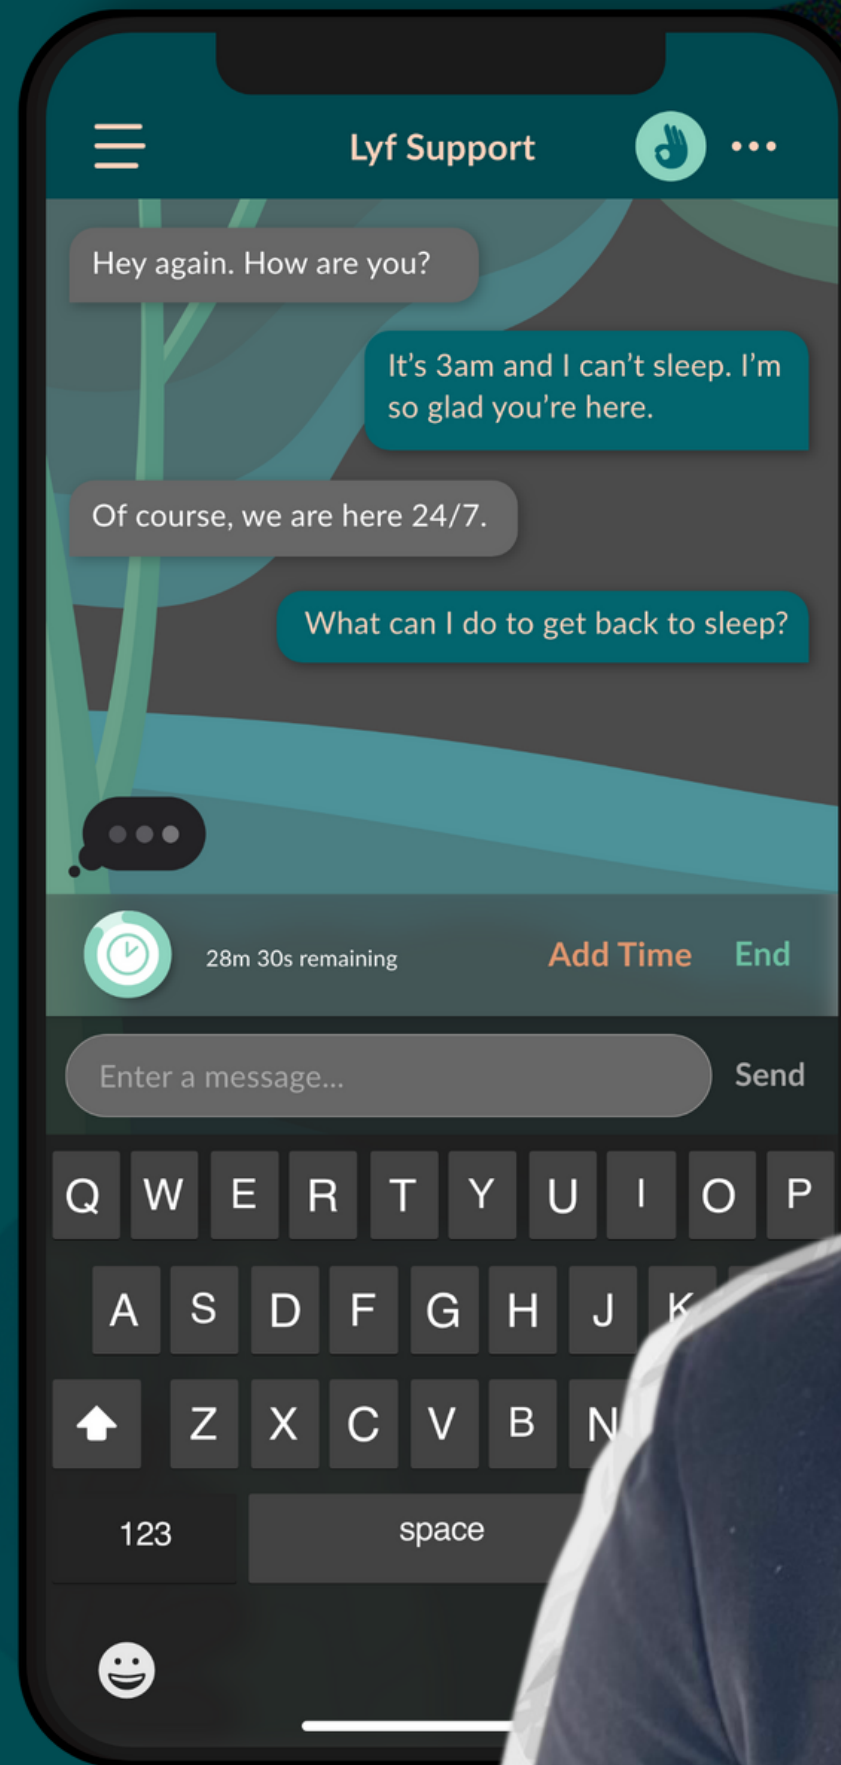 Lyf Support
Hey again. How are you?
It’s 3am and I can’t sleep. I’m
so glad you’re here.
Of course, we are here 24/7.
What can I do to get back to sleep?
28m 30s remaining Add Time End
Enter a message... Send
Q W E R T Y U I O P
A S D F G H J K
Z X C V B N
123 space